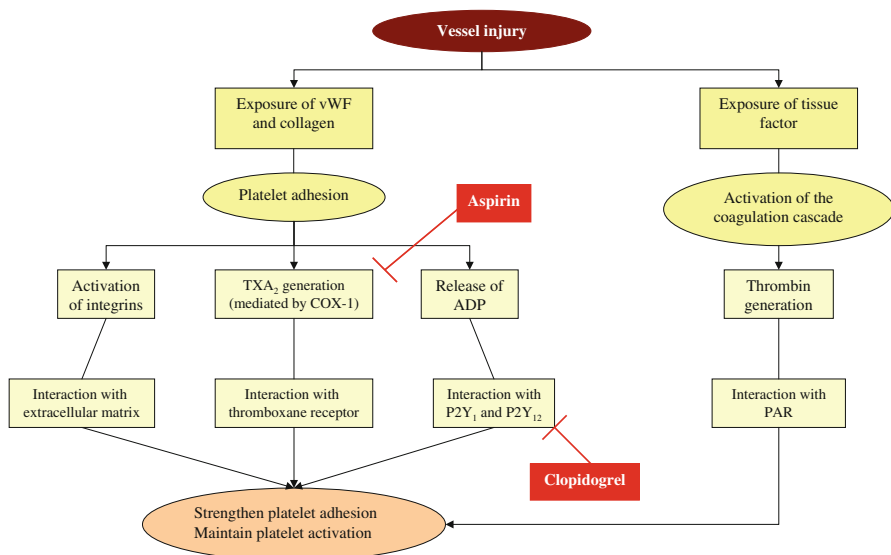 Vessel injury
Exposure of vWF
and collagen
Exposure of tissue
factor
Platelet adhesion
Aspirin
Activation of the
coagulation cascade
Activation
of integrins
TXA₂ generation
(mediated by COX-1)
Release of
ADP
Thrombin
generation
Interaction with
extracellular matrix
Interaction with
thromboxane receptor
Interaction with
P2Y₁ and P2Y₁₂
Interaction with
PAR
Clopidogrel
Strengthen platelet adhesion
Maintain platelet activation